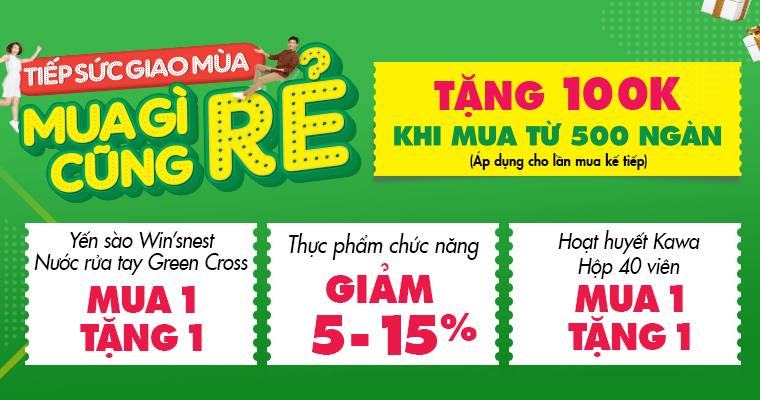 TIẾP SỨC GIAO MÙA
MUA GÌ
CŨNG
RẺ
TẶNG 100K
KHI MUA TỪ 500 NGÀN
(Áp dụng cho lần mua kế tiếp)
Yến sào Win'snest
Nước rửa tay Green Cross
MUA 1
TẶNG 1
Thực phẩm chức năng
GIẢM
5-15%
Hoạt huyết Kawa
Hộp 40 viên
MUA 1
TẶNG 1